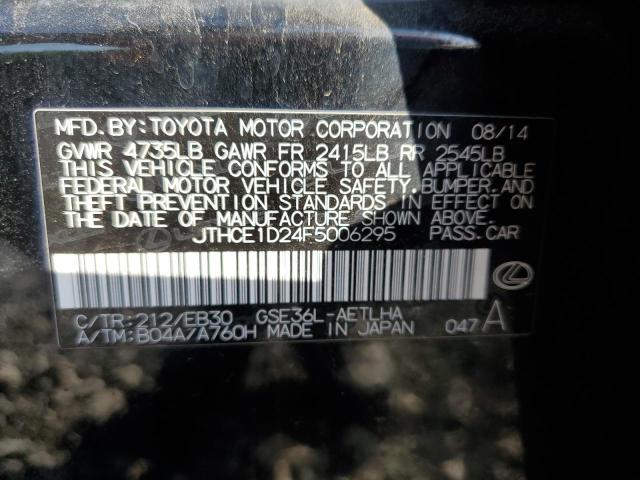 MFD. BY: TOYOTA MOTOR CORPORATION 08/14
GVWR 4735LB GAWR FR 2415LB RR 2545LB
THIS VEHICLE CONFORMS TO ALL APPLICABLE
FEDERAL MOTOR VEHICLE SAFETY, BUMPER, AND
THEFT PREVENTION STANDARDS IN EFFECT ON
THE DATE OF MANUFACTURE SHOWN ABOVE.
JTHCE1D24F5006295 PASS. CAR
C/TR: 212/EB30 GSE36L-AETLHA
A/TM: B04A/A760H MADE IN JAPAN 047 A